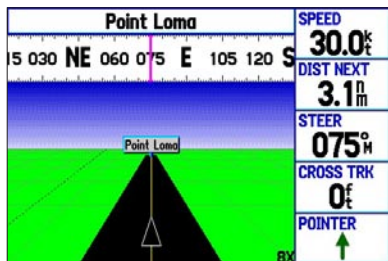 Point Loma
15 030 NE 060 075 E 105 120 S
Point Loma
8X
SPEED
30.0kt
DIST NEXT
3.1nm
STEER
075°M
CROSS TRK
0ft
POINTER